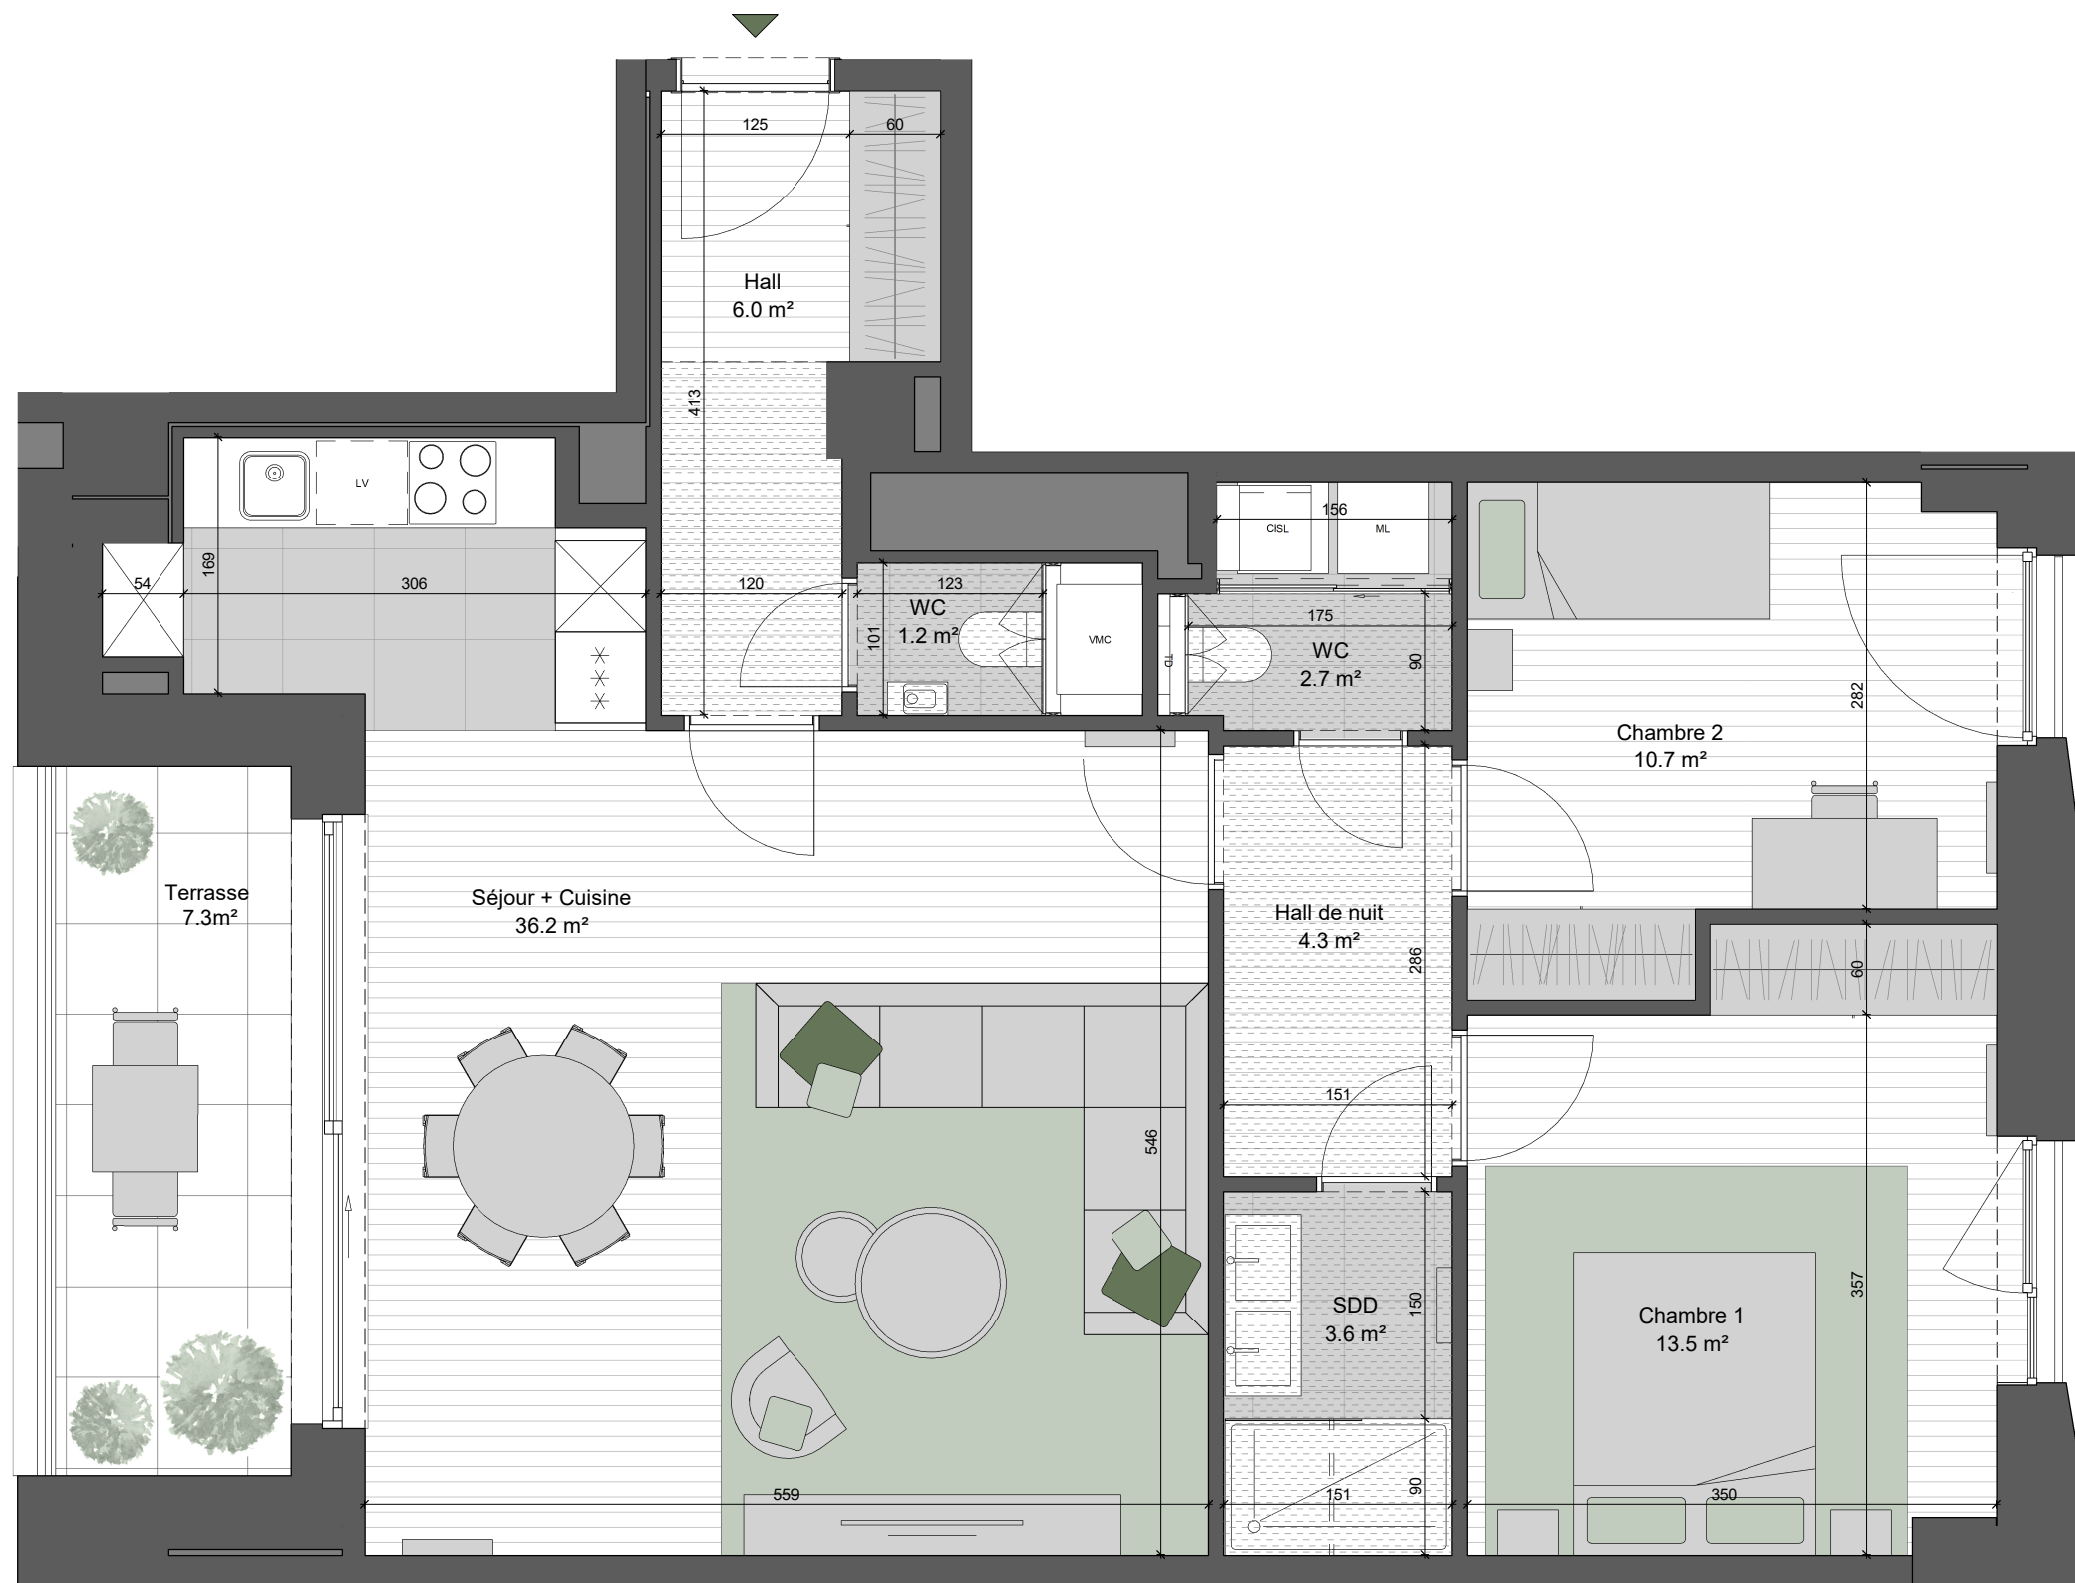 125
60
Hall
6.0 m²
413
LV
169
54
306
120
123
WC
1.2 m²
101
VMC
156
CISL
ML
175
TD
WC
2.7 m²
90
282
Chambre 2
10.7 m²
Terrasse
7.3m²
Séjour + Cuisine
36.2 m²
Hall de nuit
4.3 m²
286
60
151
546
SDD
3.6 m²
150
Chambre 1
13.5 m²
357
559
151
90
350